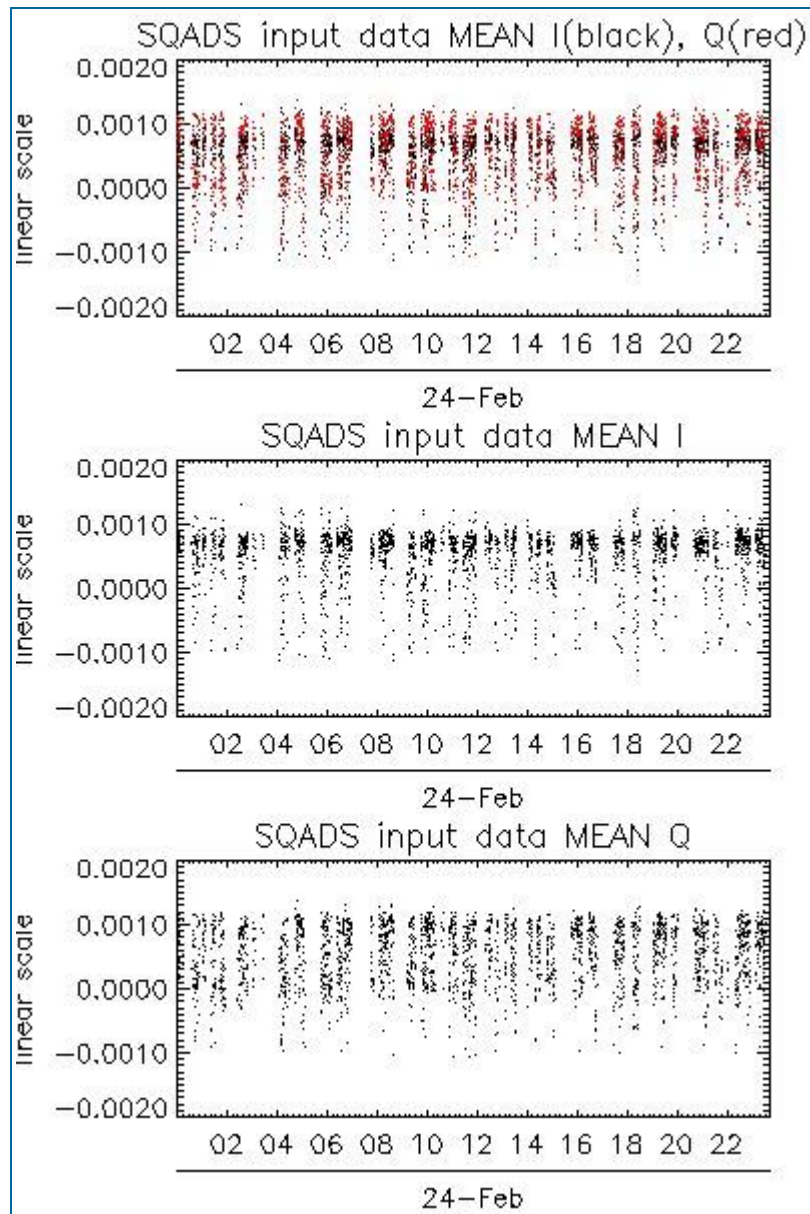 SQADS input data MEAN I(black), Q(red)
0.0020
0.0010
0.0000
−0.0010
−0.0020
linear scale
02 04 06 08 10 12 14 16 18 20 22
24−Feb
SQADS input data MEAN I
0.0020
0.0010
0.0000
−0.0010
−0.0020
linear scale
02 04 06 08 10 12 14 16 18 20 22
24−Feb
SQADS input data MEAN Q
0.0020
0.0010
0.0000
−0.0010
−0.0020
linear scale
02 04 06 08 10 12 14 16 18 20 22
24−Feb